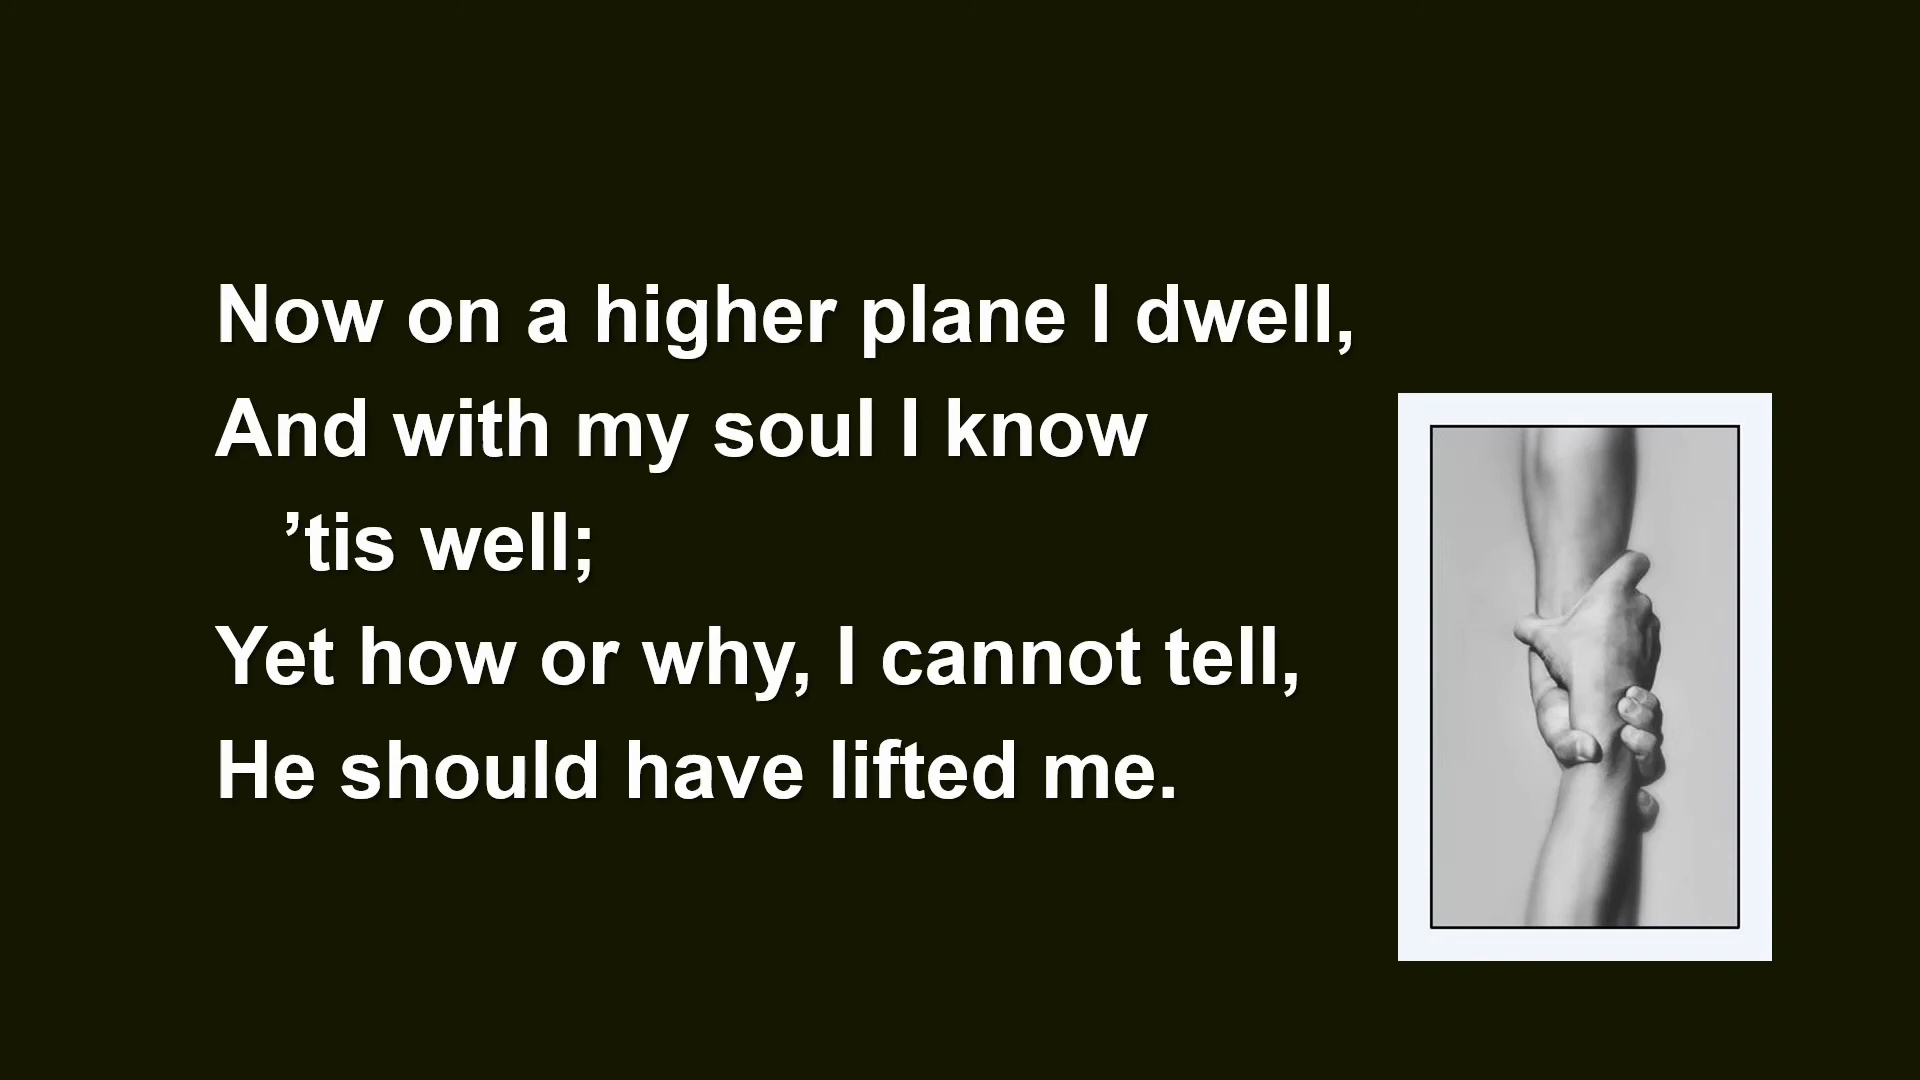 Now on a higher plane I dwell,
And with my soul I know
’tis well;
Yet how or why, I cannot tell,
He should have lifted me.